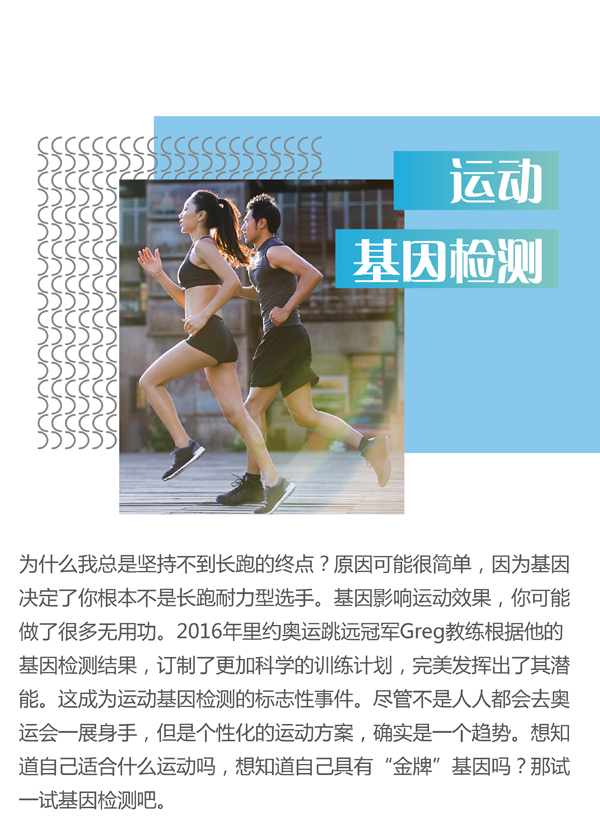 运动
基因检测
为什么我总是坚持不到长跑的终点？原因可能很简单，因为基因
决定了你根本不是长跑耐力型选手。基因影响运动效果，你可能
做了很多无用功。2016年里约奥运跳远冠军Greg教练根据他的
基因检测结果，订制了更加科学的训练计划，完美发挥出了其潜
能。这成为运动基因检测的标志性事件。尽管不是人人都会去奥
运会一展身手，但是个性化的运动方案，确实是一个趋势。想知
道自己适合什么运动吗，想知道自己具有“金牌”基因吗？那试
一试基因检测吧。